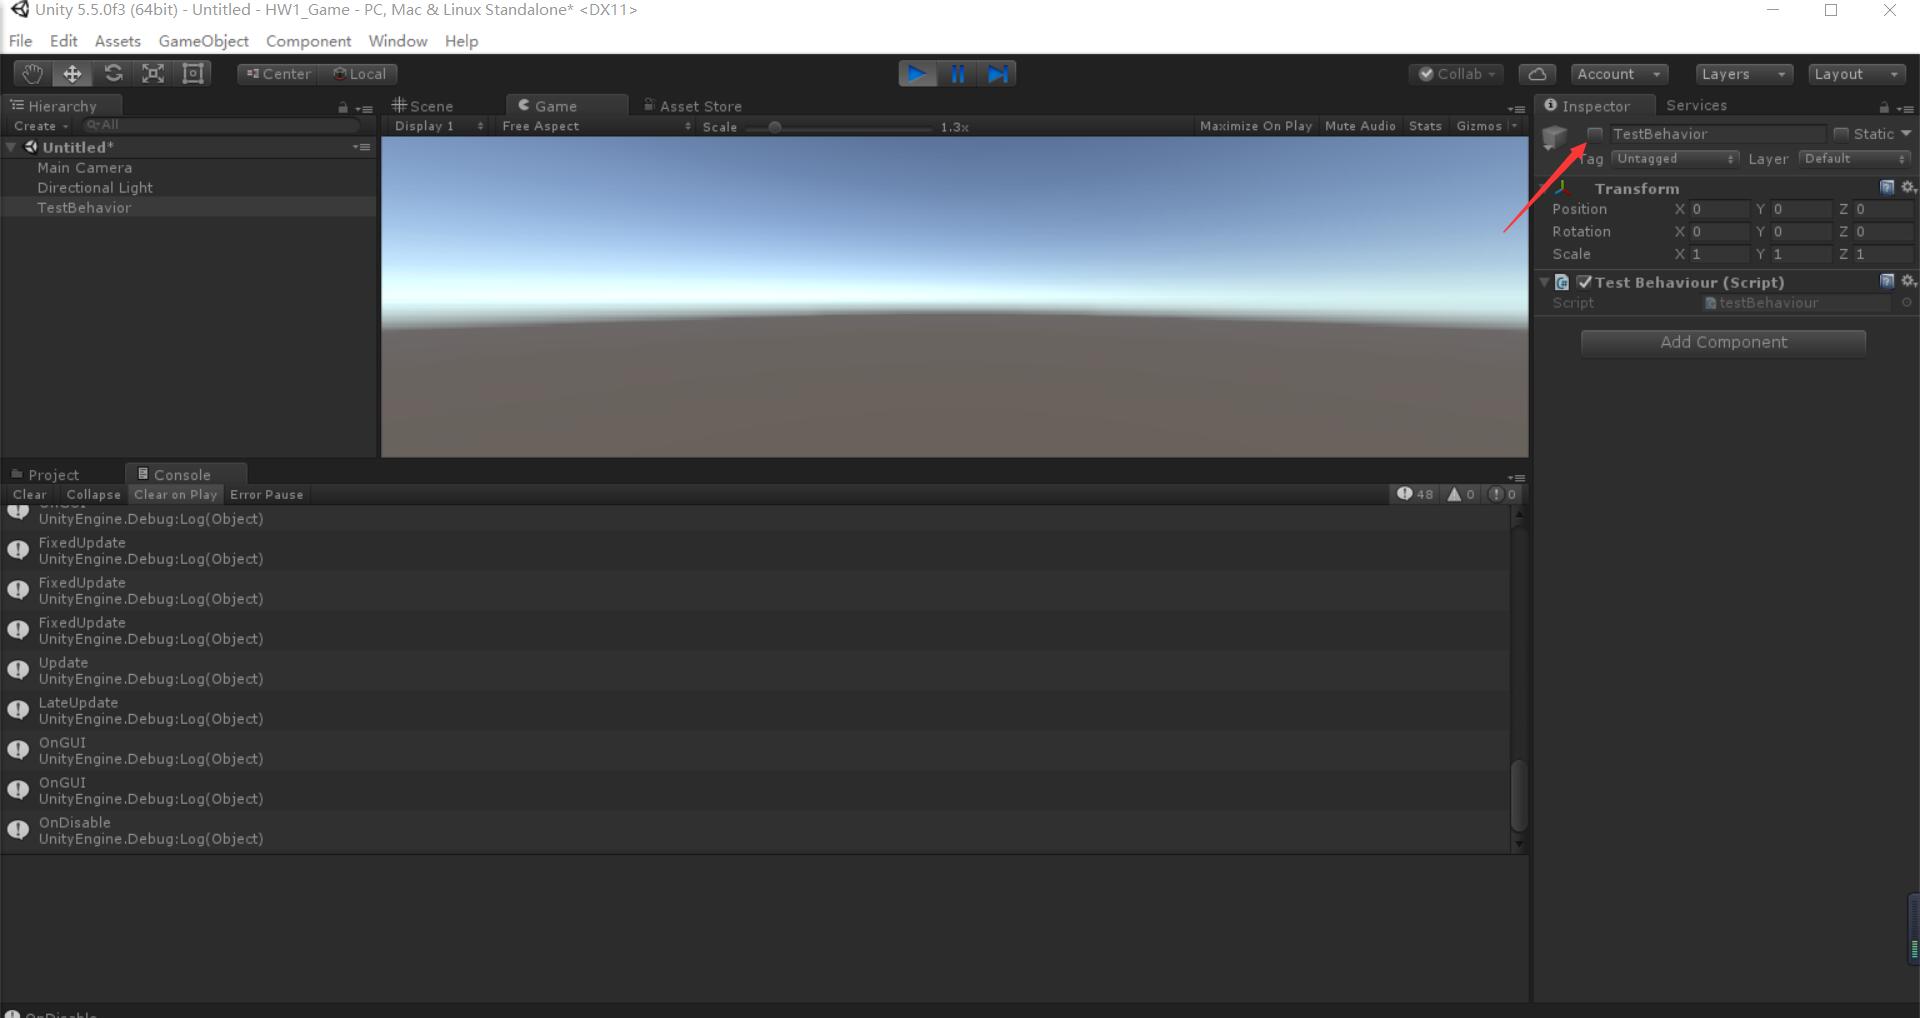 Unity 5.5.0f3 (64bit) - Untitled - HW1_Game - PC, Mac & Linux Standalone* <DX11>
File Edit Assets GameObject Component Window Help
Center Local Collab Account Layers Layout
Hierarchy
Create All
Untitled*
Main Camera
Directional Light
TestBehavior
Scene Game Asset Store
Display 1 Free Aspect Scale 1.3x Maximize On Play Mute Audio Stats Gizmos
Inspector Services
TestBehavior Static
Tag Untagged Layer Default
Transform
Position X 0 Y 0 Z 0
Rotation X 0 Y 0 Z 0
Scale X 1 Y 1 Z 1
Test Behaviour (Script)
Script testBehaviour
Add Component
Project Console
Clear Collapse Clear on Play Error Pause 48 0 0
OnGUI
UnityEngine.Debug:Log(Object)
FixedUpdate
UnityEngine.Debug:Log(Object)
FixedUpdate
UnityEngine.Debug:Log(Object)
FixedUpdate
UnityEngine.Debug:Log(Object)
Update
UnityEngine.Debug:Log(Object)
LateUpdate
UnityEngine.Debug:Log(Object)
OnGUI
UnityEngine.Debug:Log(Object)
OnGUI
UnityEngine.Debug:Log(Object)
OnDisable
UnityEngine.Debug:Log(Object)
OnDisable